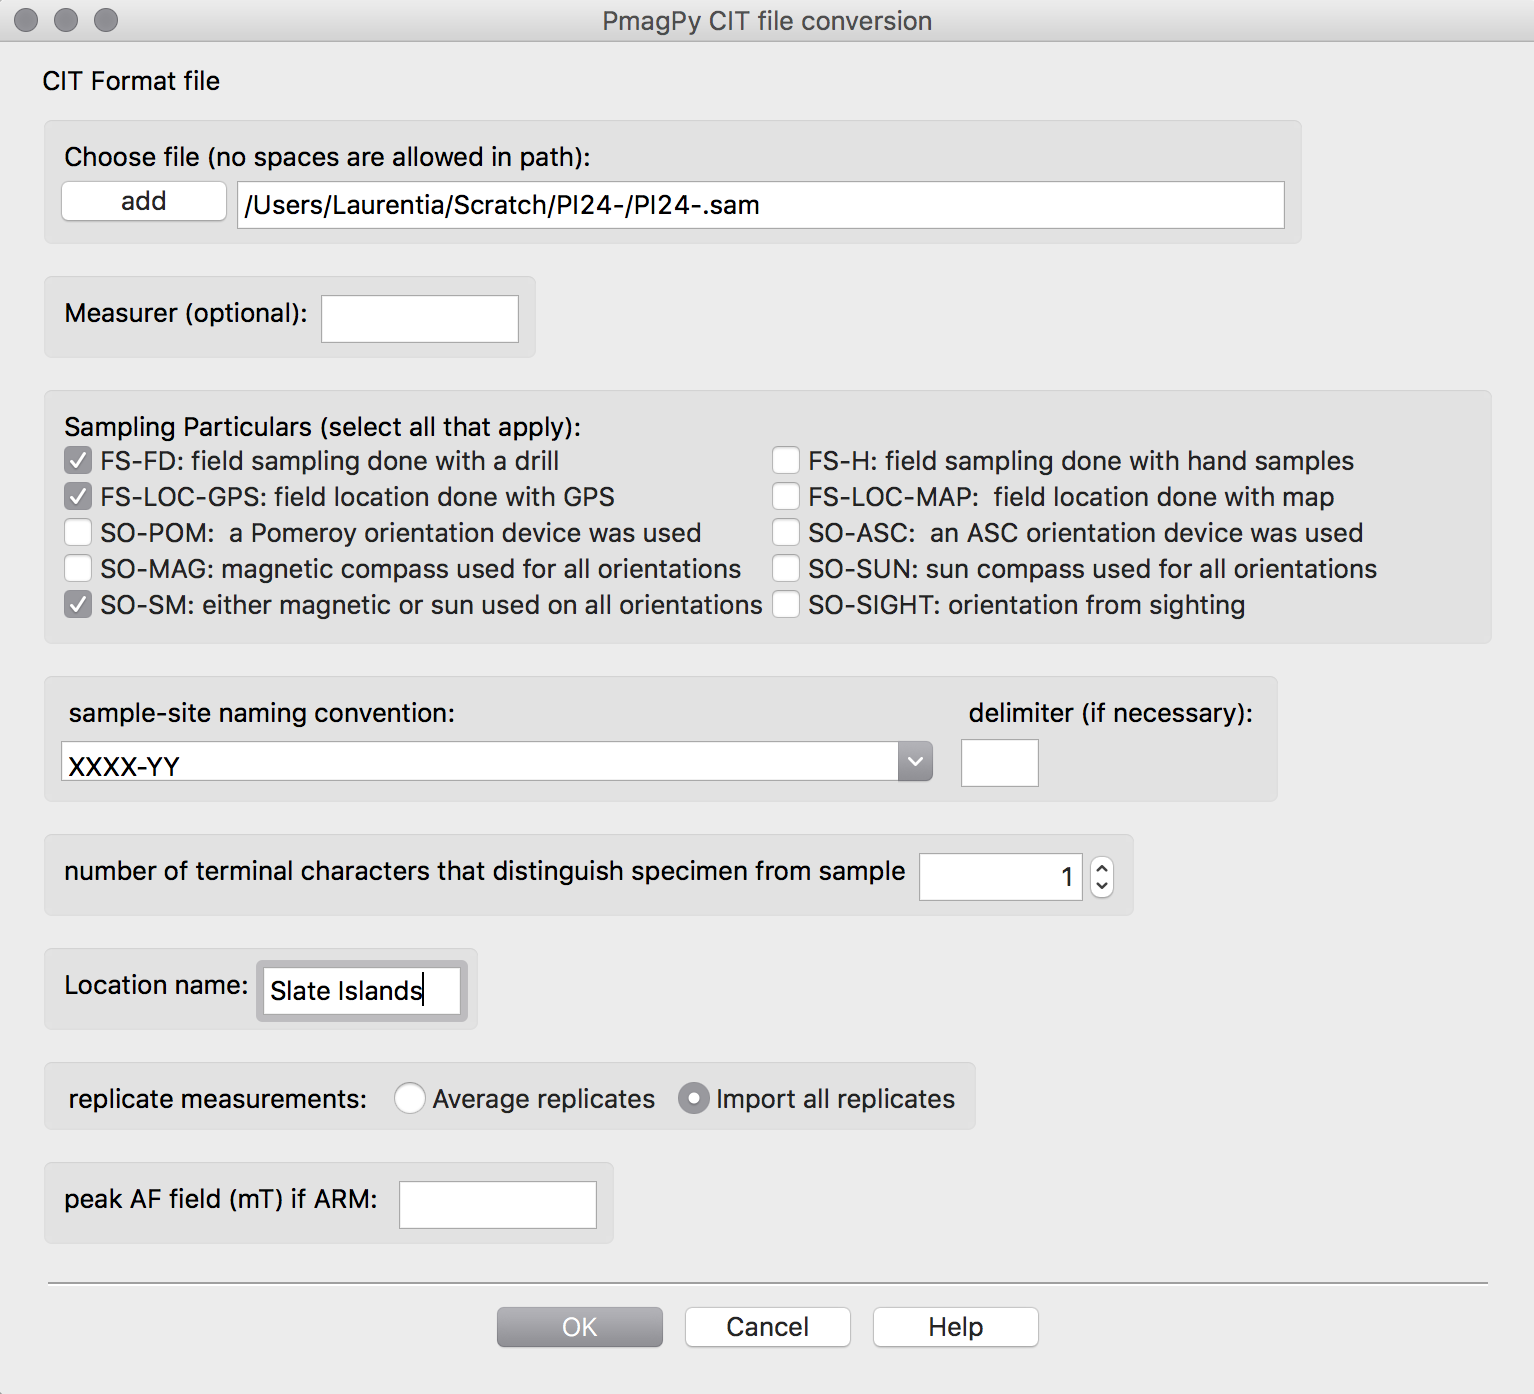 PmagPy CIT file conversion
CIT Format file
Choose file (no spaces are allowed in path):
add /Users/Laurentia/Scratch/PI24-/PI24-.sam
Measurer (optional):
Sampling Particulars (select all that apply):
FS-FD: field sampling done with a drill FS-H: field sampling done with hand samples
FS-LOC-GPS: field location done with GPS FS-LOC-MAP: field location done with map
SO-POM: a Pomeroy orientation device was used SO-ASC: an ASC orientation device was used
SO-MAG: magnetic compass used for all orientations SO-SUN: sun compass used for all orientations
SO-SM: either magnetic or sun used on all orientations SO-SIGHT: orientation from sighting
sample-site naming convention: delimiter (if necessary):
XXXX-YY
number of terminal characters that distinguish specimen from sample 1
Location name: Slate Islands
replicate measurements: Average replicates Import all replicates
peak AF field (mT) if ARM:
OK Cancel Help